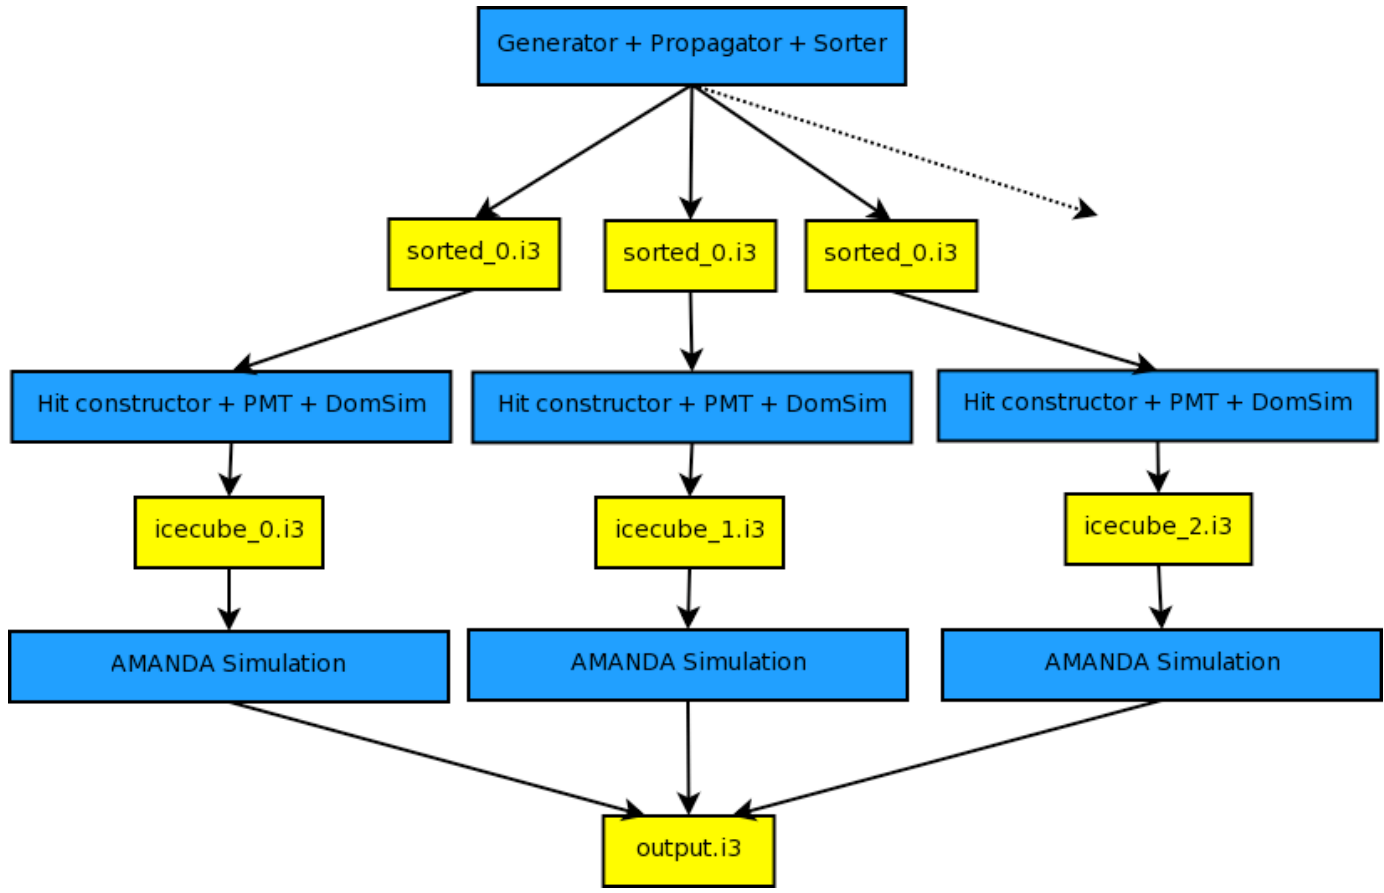 Generator + Propagator + Sorter
sorted_0.i3
sorted_0.i3
sorted_0.i3
Hit constructor + PMT + DomSim
Hit constructor + PMT + DomSim
Hit constructor + PMT + DomSim
icecube_0.i3
icecube_1.i3
icecube_2.i3
AMANDA Simulation
AMANDA Simulation
AMANDA Simulation
output.i3